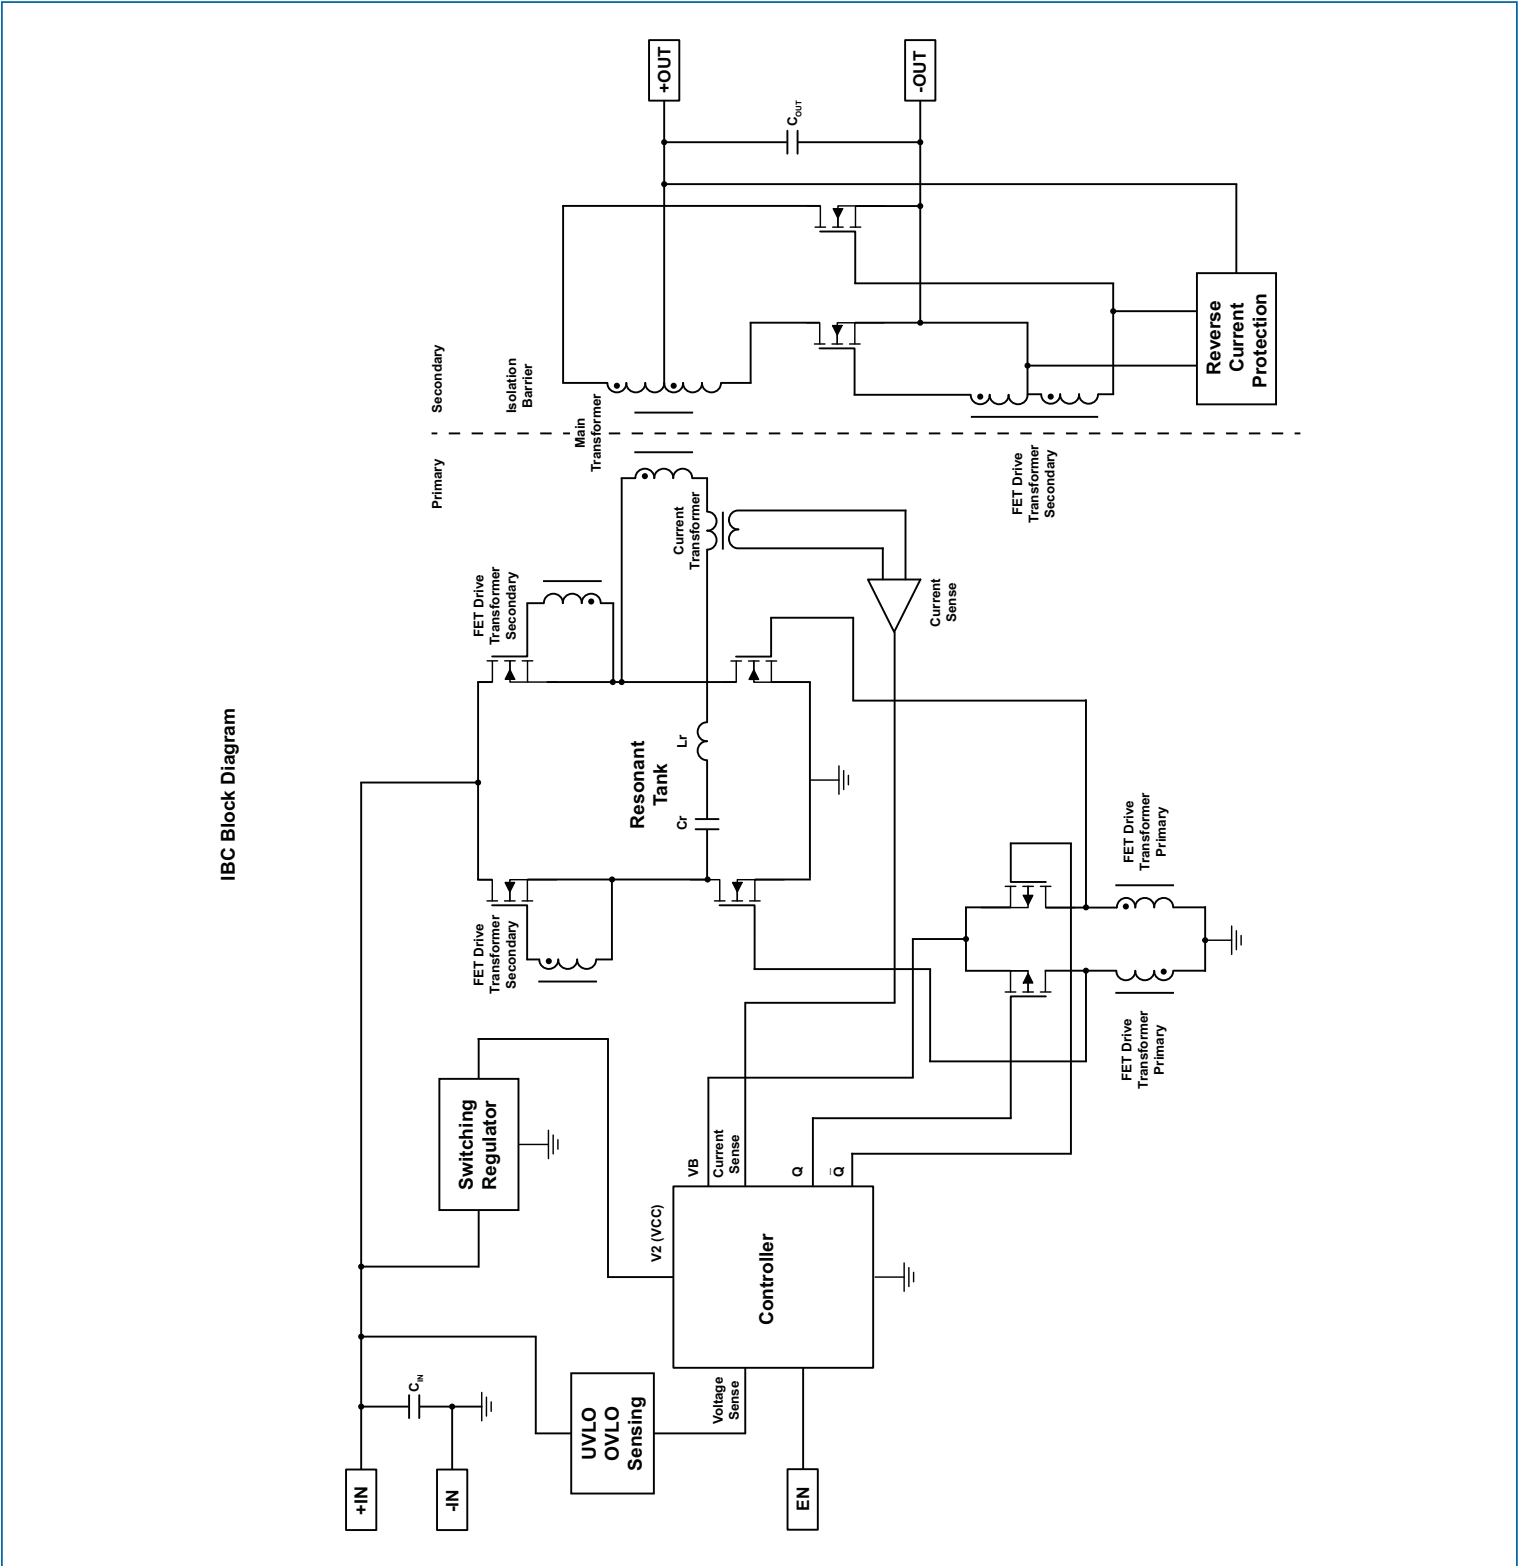 IBC Block Diagram
+IN
-IN
C_IN
UVLO
OVLO
Sensing
EN
Voltage
Sense
Switching
Regulator
V2 (VCC)
Controller
VB
Current
Sense
Q
Q̅
FET Drive
Transformer
Secondary
FET Drive
Transformer
Secondary
Resonant
Tank
Cr
Lr
FET Drive
Transformer
Primary
FET Drive
Transformer
Primary
Current
Transformer
Current
Sense
Primary
Secondary
Main
Transformer
Isolation
Barrier
FET Drive
Transformer
Secondary
Reverse
Current
Protection
C_OUT
+OUT
-OUT